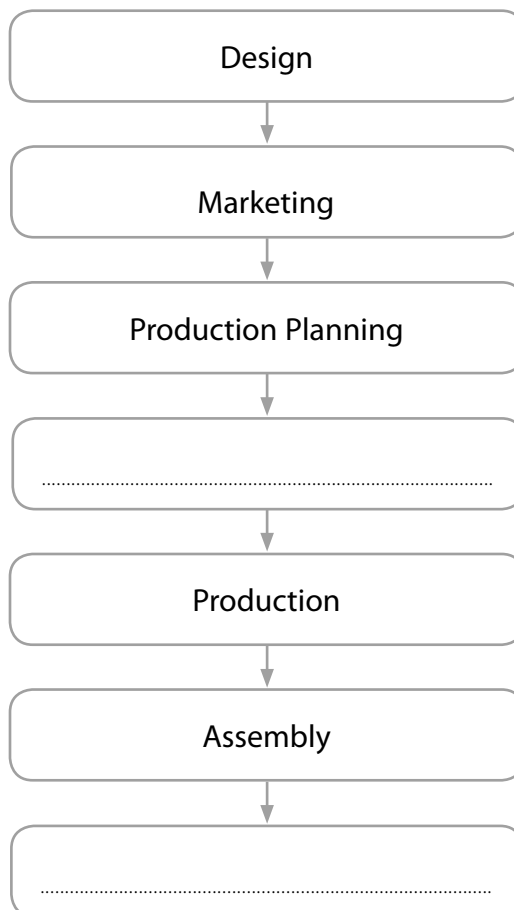 Design
Marketing
Production Planning
Production
Assembly